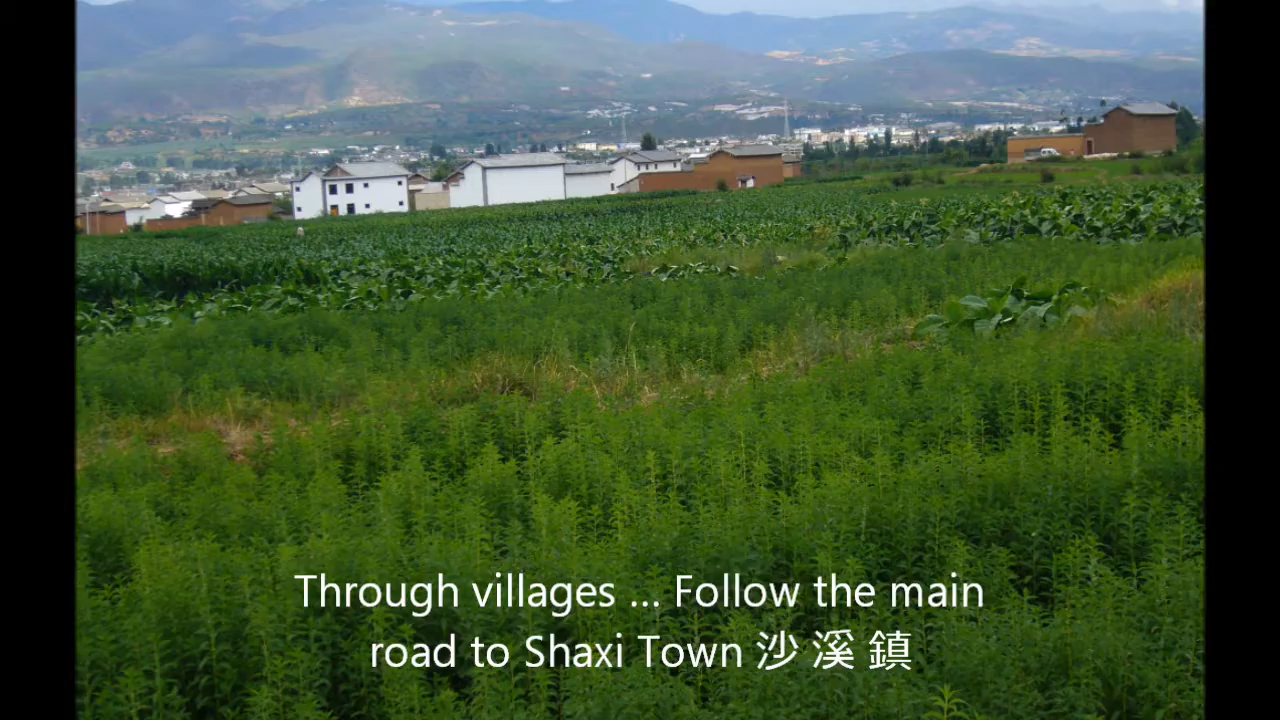 Through villages ... Follow the main
road to Shaxi Town 沙 溪 鎮